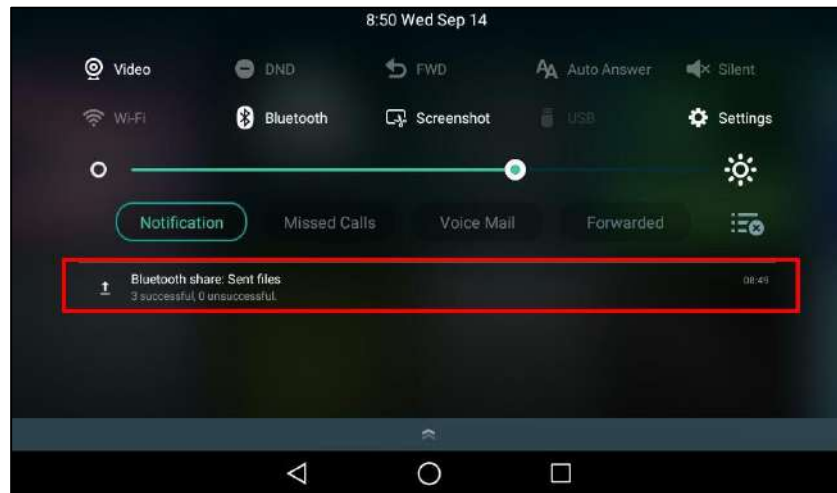 8:50 Wed Sep 14
Video DND FWD Auto Answer Silent
Wi-Fi Bluetooth Screenshot USB Settings
Notification Missed Calls Voice Mail Forwarded
Bluetooth share: Sent files 08:49
3 successful, 0 unsuccessful.